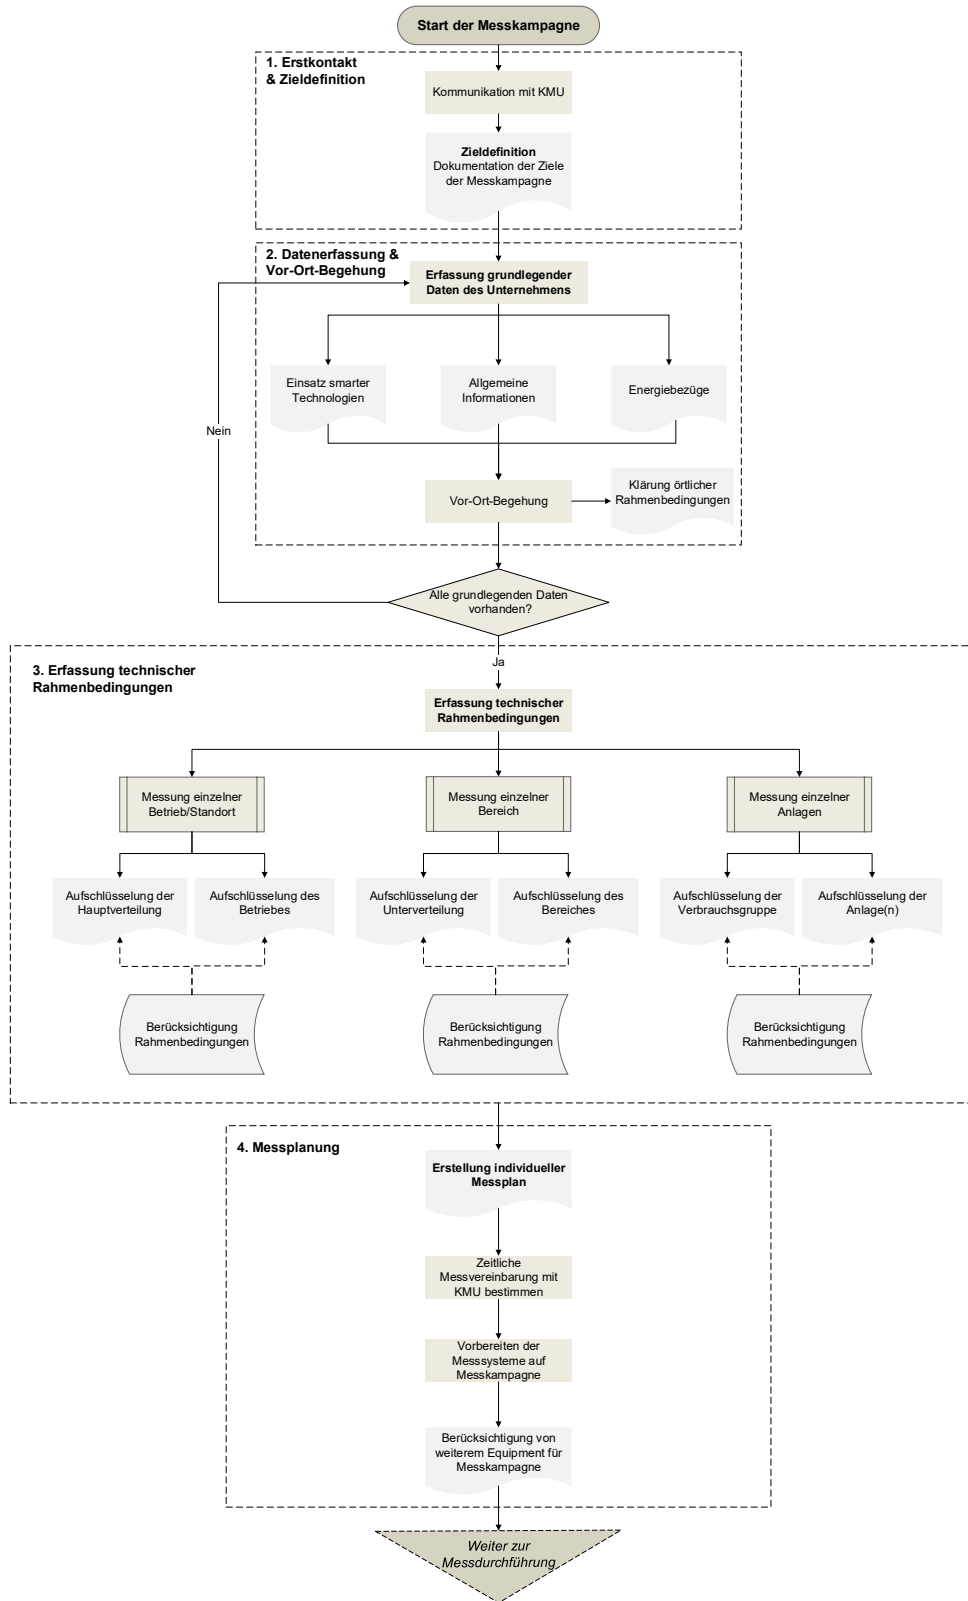 Start der Messkampagne
1. Erstkontakt
& Zieldefinition
Kommunikation mit KMU
Zieldefinition
Dokumentation der Ziele
der Messkampagne
2. Datenerfassung &
Vor-Ort-Begehung
Erfassung grundlegender
Daten des Unternehmens
Einsatz smarter
Technologien
Allgemeine
Informationen
Energiebezüge
Nein
Vor-Ort-Begehung
Klärung örtlicher
Rahmenbedingungen
Alle grundlegenden Daten
vorhanden?
Ja
3. Erfassung technischer
Rahmenbedingungen
Erfassung technischer
Rahmenbedingungen
Messung einzelner
Betrieb/Standort
Messung einzelner
Bereich
Messung einzelner
Anlagen
Aufschlüsselung der
Hauptverteilung
Aufschlüsselung des
Betriebes
Aufschlüsselung der
Unterverteilung
Aufschlüsselung des
Bereiches
Aufschlüsselung der
Verbrauchsgruppe
Aufschlüsselung der
Anlage(n)
Berücksichtigung
Rahmenbedingungen
Berücksichtigung
Rahmenbedingungen
Berücksichtigung
Rahmenbedingungen
4. Messplanung
Erstellung individueller
Messplan
Zeitliche
Messvereinbarung mit
KMU bestimmen
Vorbereiten der
Messsysteme auf
Messkampagne
Berücksichtigung von
weiterem Equipment für
Messkampagne
Weiter zur
Messdurchführung